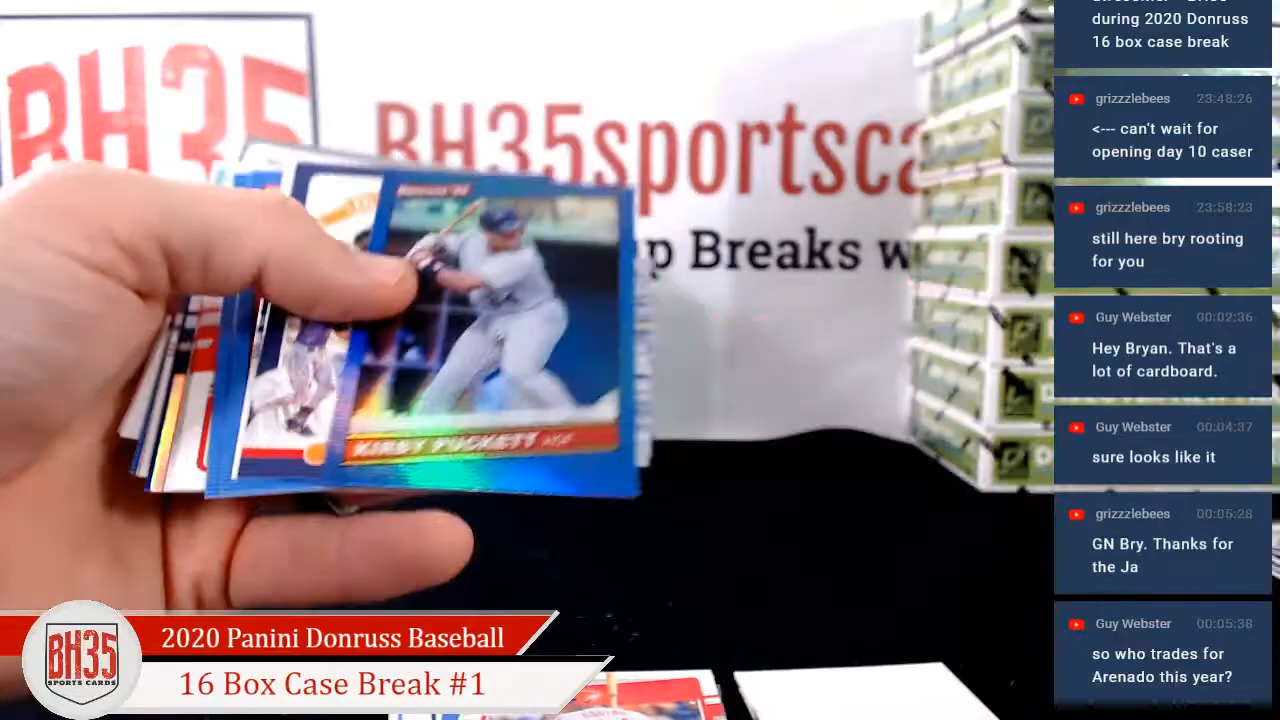 BH35
BH35sportsca
p Breaks w
KIRBY PUCKETT
during 2020 Donruss
16 box case break
grizzzlebees 23:48:26
<--- can't wait for
opening day 10 caser
grizzzlebees 23:58:23
still here bry rooting
for you
Guy Webster 00:02:36
Hey Bryan. That's a
lot of cardboard.
Guy Webster 00:04:37
sure looks like it
grizzzlebees 00:05:28
GN Bry. Thanks for
the Ja
Guy Webster 00:05:38
so who trades for
Arenado this year?
BH35
SPORTS CARDS
2020 Panini Donruss Baseball
16 Box Case Break #1